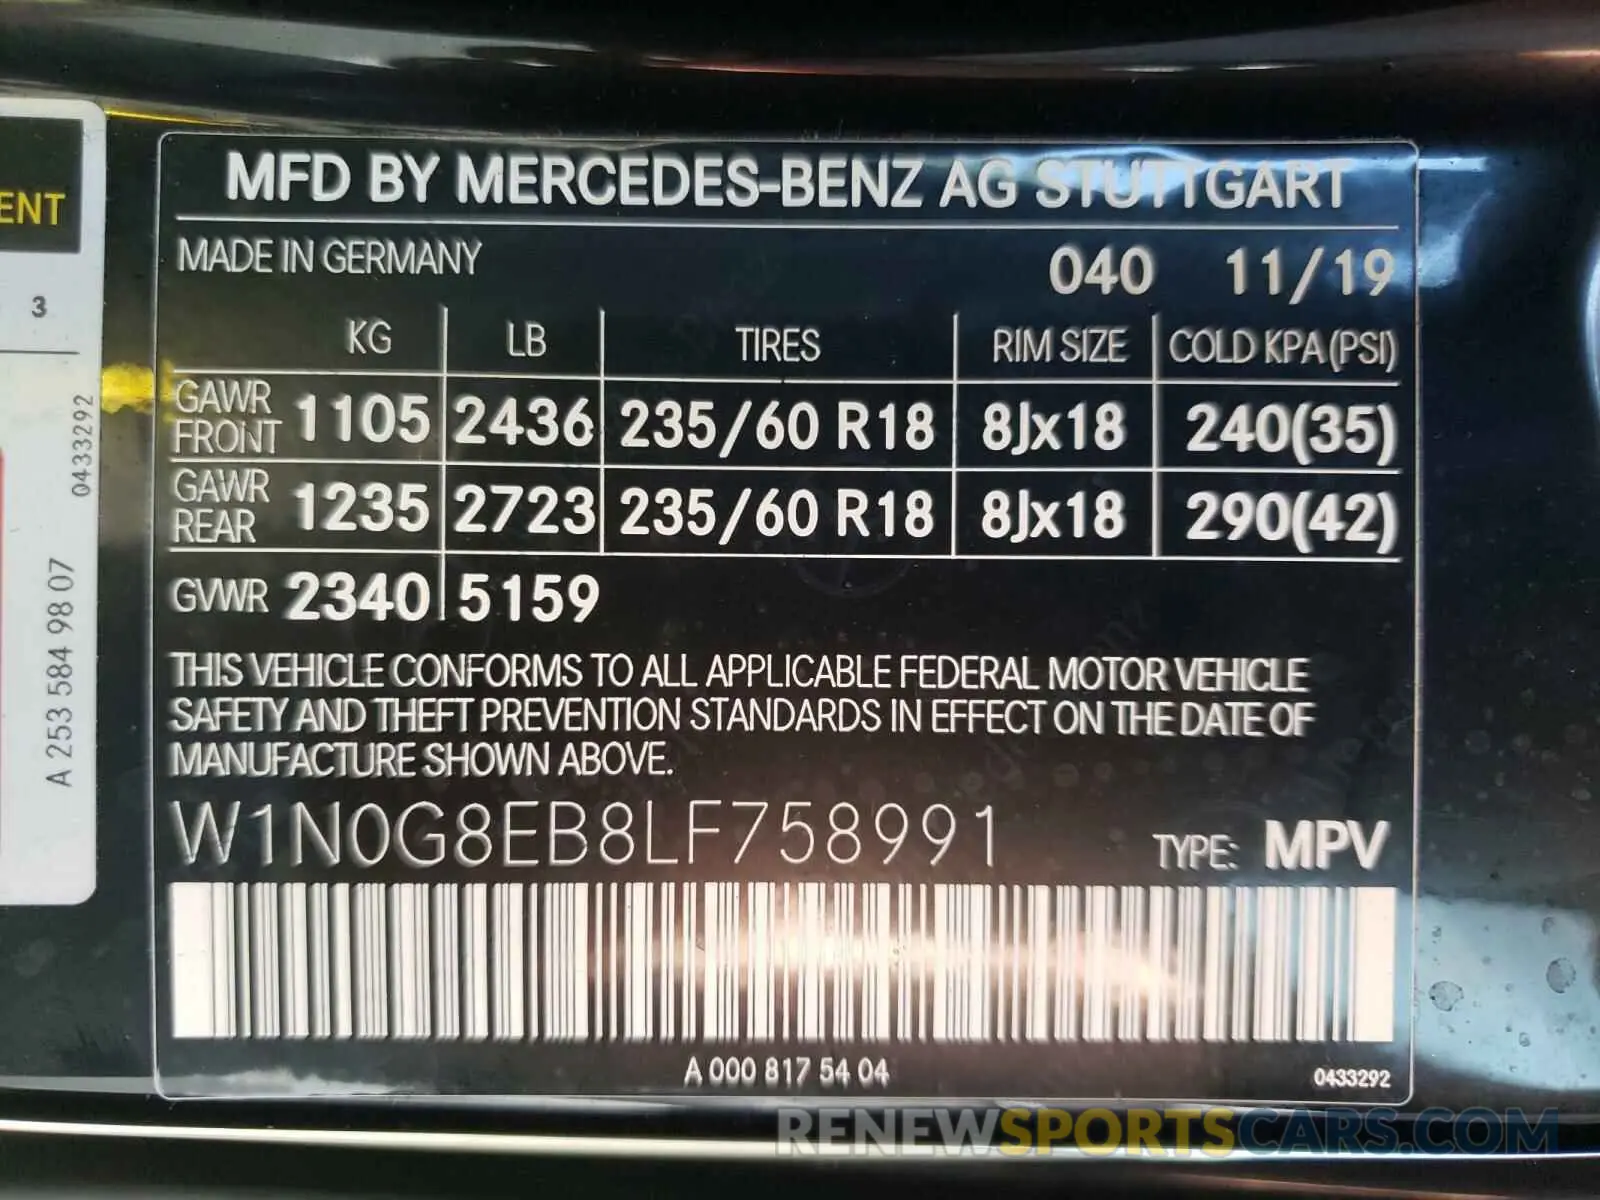 MFD BY MERCEDES-BENZ AG STUTTGART
MADE IN GERMANY 040 11/19
KG LB TIRES RIM SIZE COLD KPA (PSI)
GAWR FRONT 1105 2436 235/60 R18 8Jx18 240(35)
GAWR REAR 1235 2723 235/60 R18 8Jx18 290(42)
GVWR 2340 5159
THIS VEHICLE CONFORMS TO ALL APPLICABLE FEDERAL MOTOR VEHICLE
SAFETY AND THEFT PREVENTION STANDARDS IN EFFECT ON THE DATE OF
MANUFACTURE SHOWN ABOVE.
W1N0G8EB8LF758991 TYPE: MPV
A 000 817 54 04 0433292
ENT
3
0433292
A 253 584 98 07
RENEWSPORTSCARS.COM